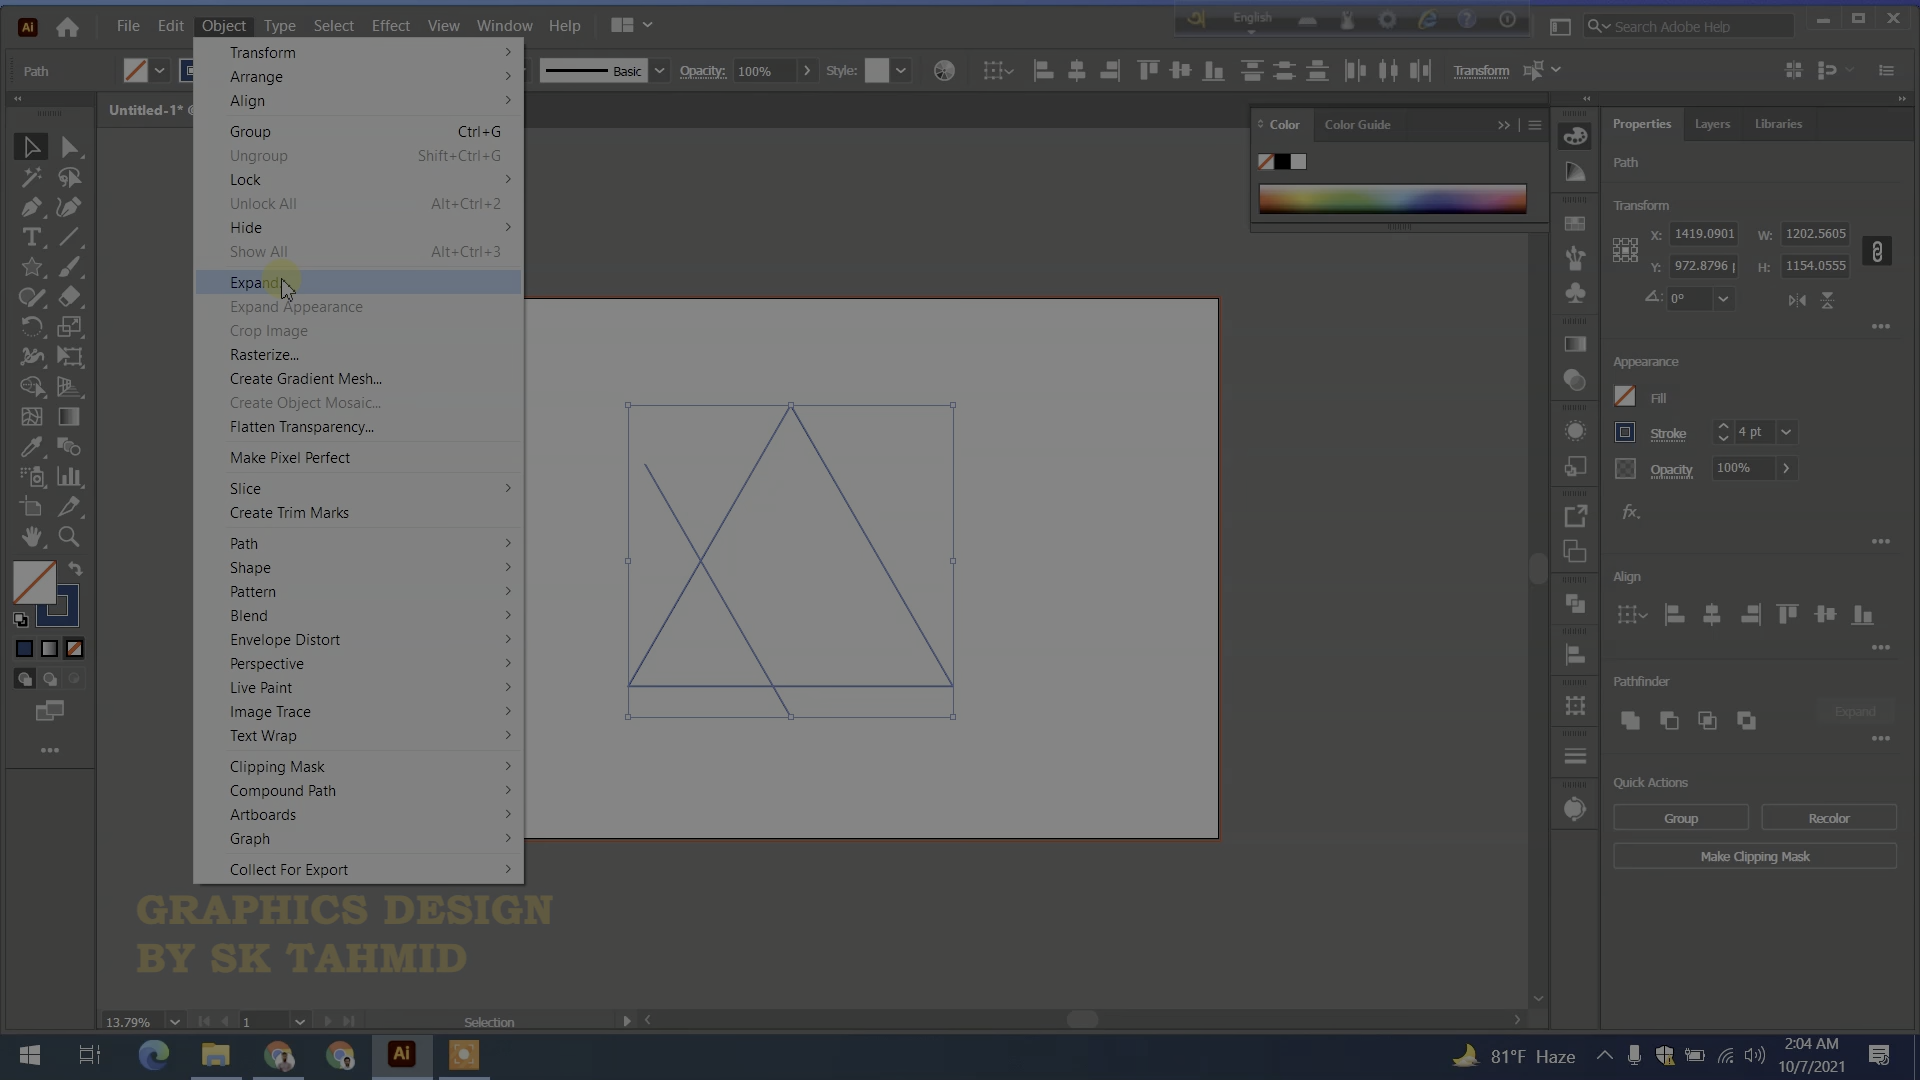 Ai File Edit Object Type Select Effect View Window Help
English
Search Adobe Help
Path
Basic Opacity: 100% Style: Transform
Untitled-1*
Transform
Arrange
Align
Group Ctrl+G
Ungroup Shift+Ctrl+G
Lock
Unlock All Alt+Ctrl+2
Hide
Show All Alt+Ctrl+3
Expand
Expand Appearance
Crop Image
Rasterize...
Create Gradient Mesh...
Create Object Mosaic...
Flatten Transparency...
Make Pixel Perfect
Slice
Create Trim Marks
Path
Shape
Pattern
Blend
Envelope Distort
Perspective
Live Paint
Image Trace
Text Wrap
Clipping Mask
Compound Path
Artboards
Graph
Collect For Export
Color Color Guide
Properties Layers Libraries
Path
Transform
X: 1419.0901 W: 1202.5605
Y: 972.8796 H: 1154.0555
0°
Appearance
Fill
Stroke 4 pt
Opacity 100%
fx.
Align
Pathfinder
Expand
Quick Actions
Group Recolor
Make Clipping Mask
GRAPHICS DESIGN
BY SK TAHMID
13.79% 1 Selection
Ai
81°F Haze
2:04 AM
10/7/2021